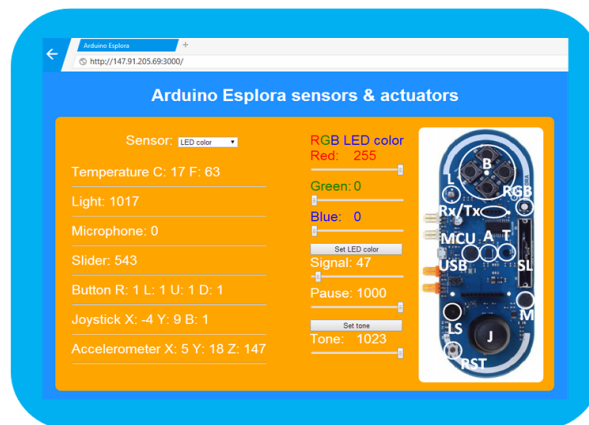 Arduino Esplora
+
http://147.91.205.69:3000/
Arduino Esplora sensors & actuators
Sensor: LED color
Temperature C: 17 F: 63
Light: 1017
Microphone: 0
Slider: 543
Button R: 1 L: 1 U: 1 D: 1
Joystick X: -4 Y: 9 B: 1
Accelerometer X: 5 Y: 18 Z: 147
RGB LED color
Red: 255
Green: 0
Blue: 0
Set LED color
Signal: 47
Pause: 1000
Set tone
Tone: 1023
B
L
RGB
Rx/Tx
MCU A T
USB SL
M
LS
J
RST